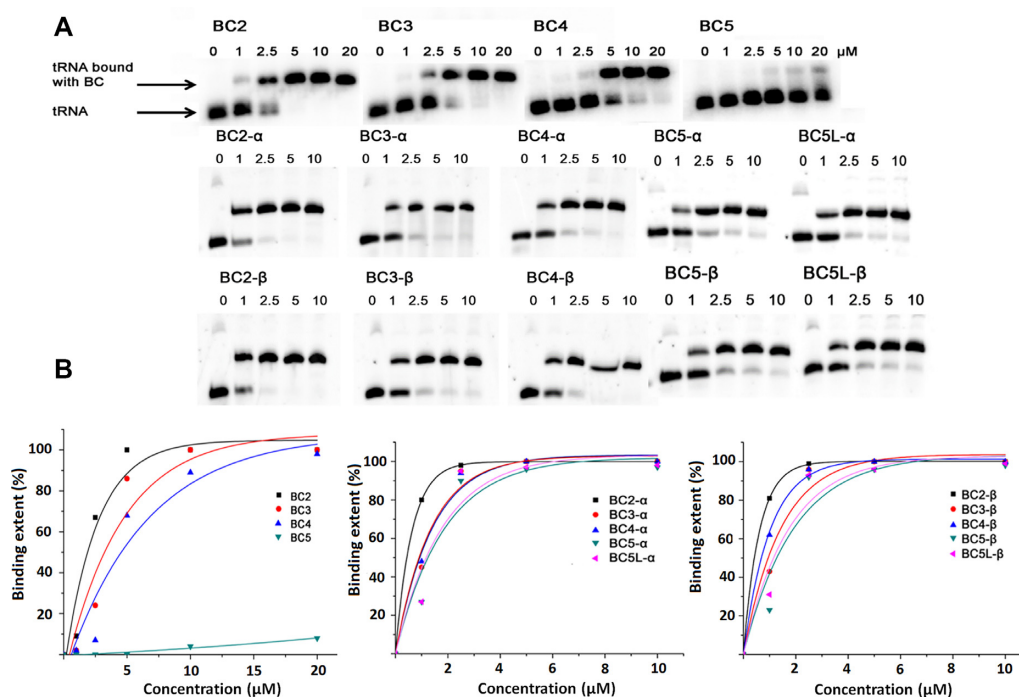 A
BC2 BC3 BC4 BC5
0 1 2.5 5 10 20 0 1 2.5 5 10 20 0 1 2.5 5 10 20 0 1 2.5 5 10 20 μM
tRNA bound
with BC
tRNA
BC2-α BC3-α BC4-α BC5-α BC5L-α
0 1 2.5 5 10 0 1 2.5 5 10 0 1 2.5 5 10 0 1 2.5 5 10 0 1 2.5 5 10
BC2-β BC3-β BC4-β BC5-β BC5L-β
0 1 2.5 5 10 0 1 2.5 5 10 0 1 2.5 5 10 0 1 2.5 5 10 0 1 2.5 5 10
B
Binding extent (%)
100
80
60
40
20
BC2
BC3
BC4
BC5
5 10 15 20
Concentration (μM)
Binding extent (%)
100
80
60
40
20
BC2-α
BC3-α
BC4-α
BC5-α
BC5L-α
0 2 4 6 8 10
Concentration (μM)
Binding extent (%)
100
80
60
40
20
BC2-β
BC3-β
BC4-β
BC5-β
BC5L-β
0 2 4 6 8 10
Concentration (μM)